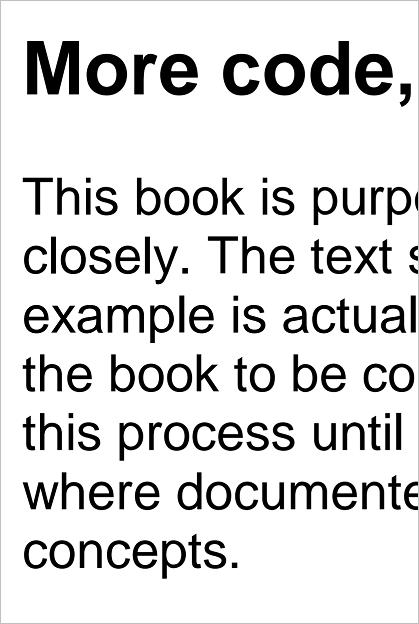 More code,
This book is purp
closely. The text
example is actual
the book to be co
this process until
where documente
concepts.